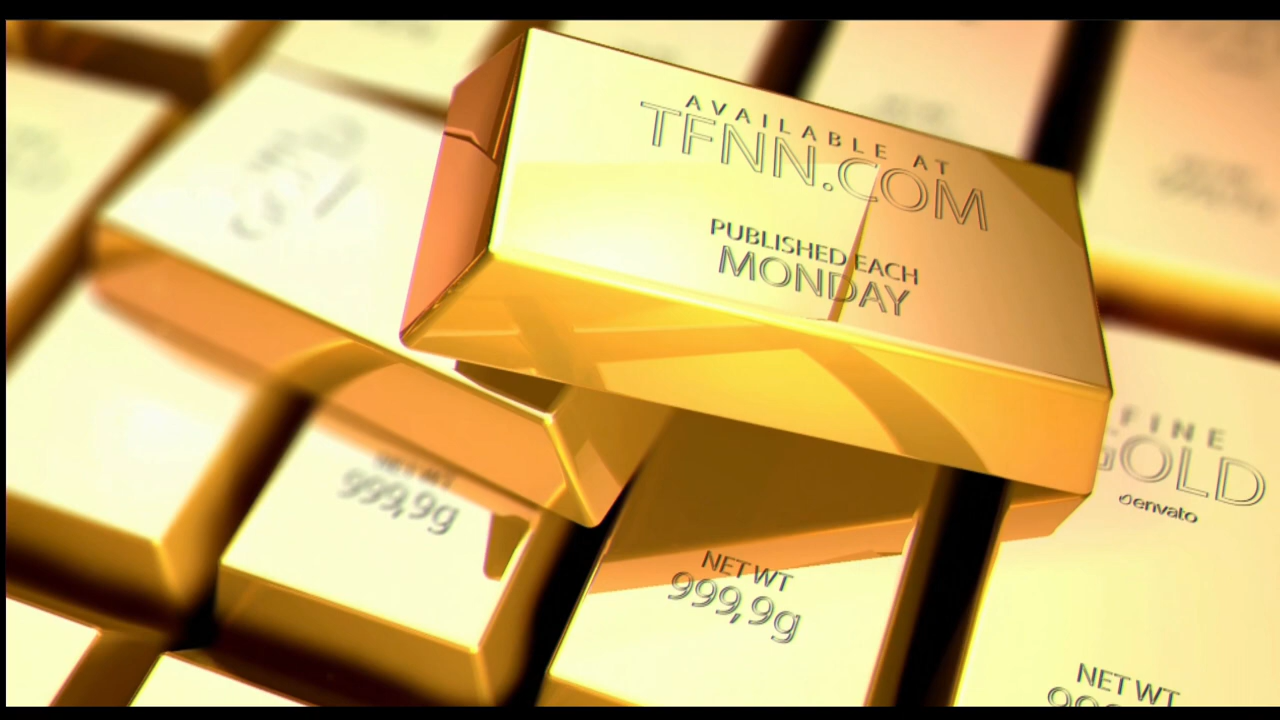 AVAILABLE AT
TFNN.COM
PUBLISHED EACH
MONDAY
FINE
GOLD
envato
NET WT
999,9g
NET WT
999,9g
NET WT